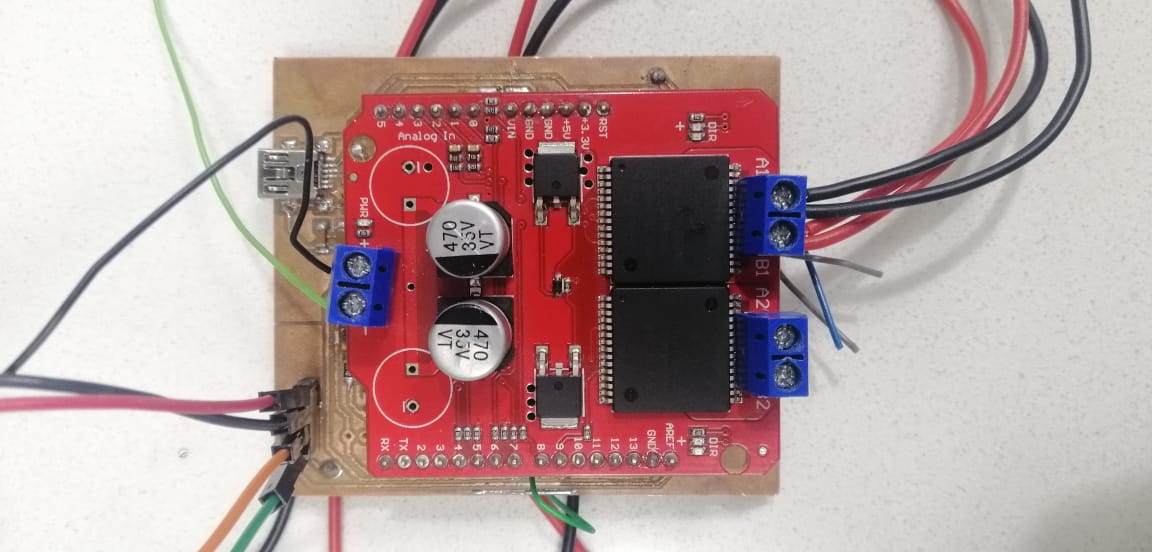 5 4 3 2 1 0 VIN GND GND +5V +3.3V RST
Analog In
+ DIR
A1
PWR
+
470
35V
VT
B1 A2
470
35V
VT
B2
+ DIR
RX TX 2 3 4 5 6 7 8 9 10 11 12 13 GND AREF